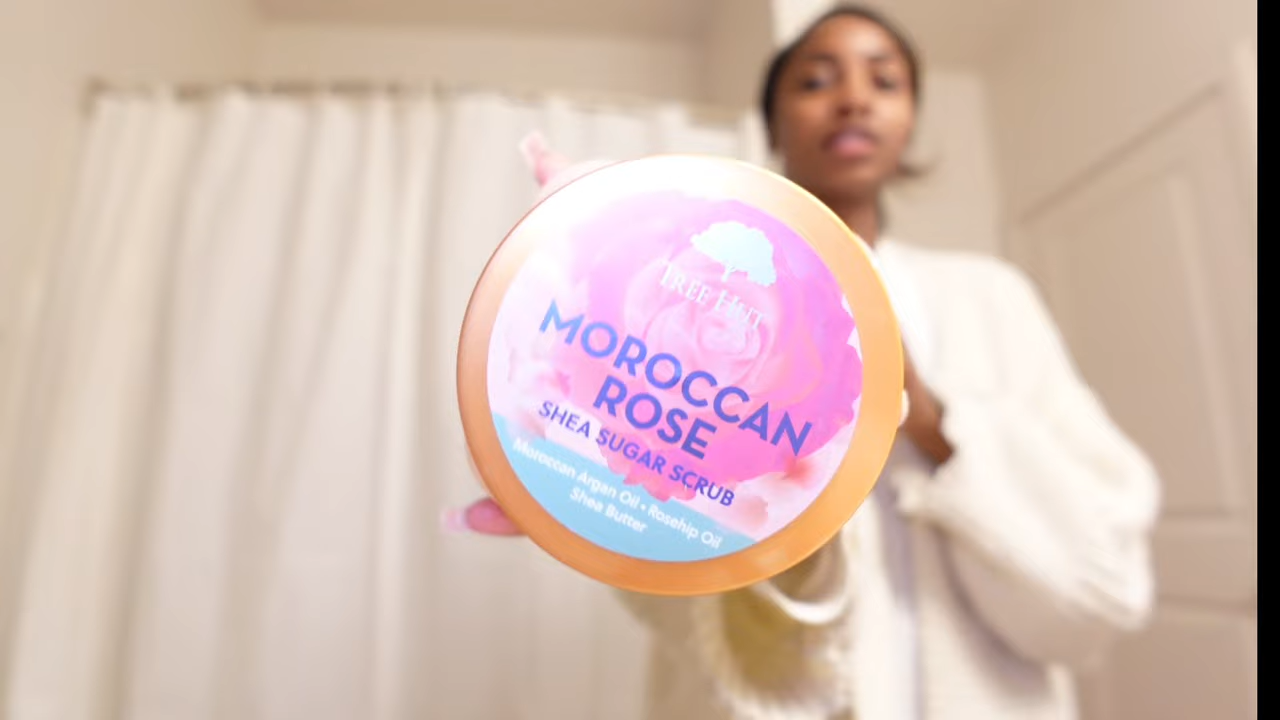 TREE HUT
MOROCCAN
ROSE
SHEA SUGAR SCRUB
Moroccan Argan Oil • Rosehip Oil
Shea Butter